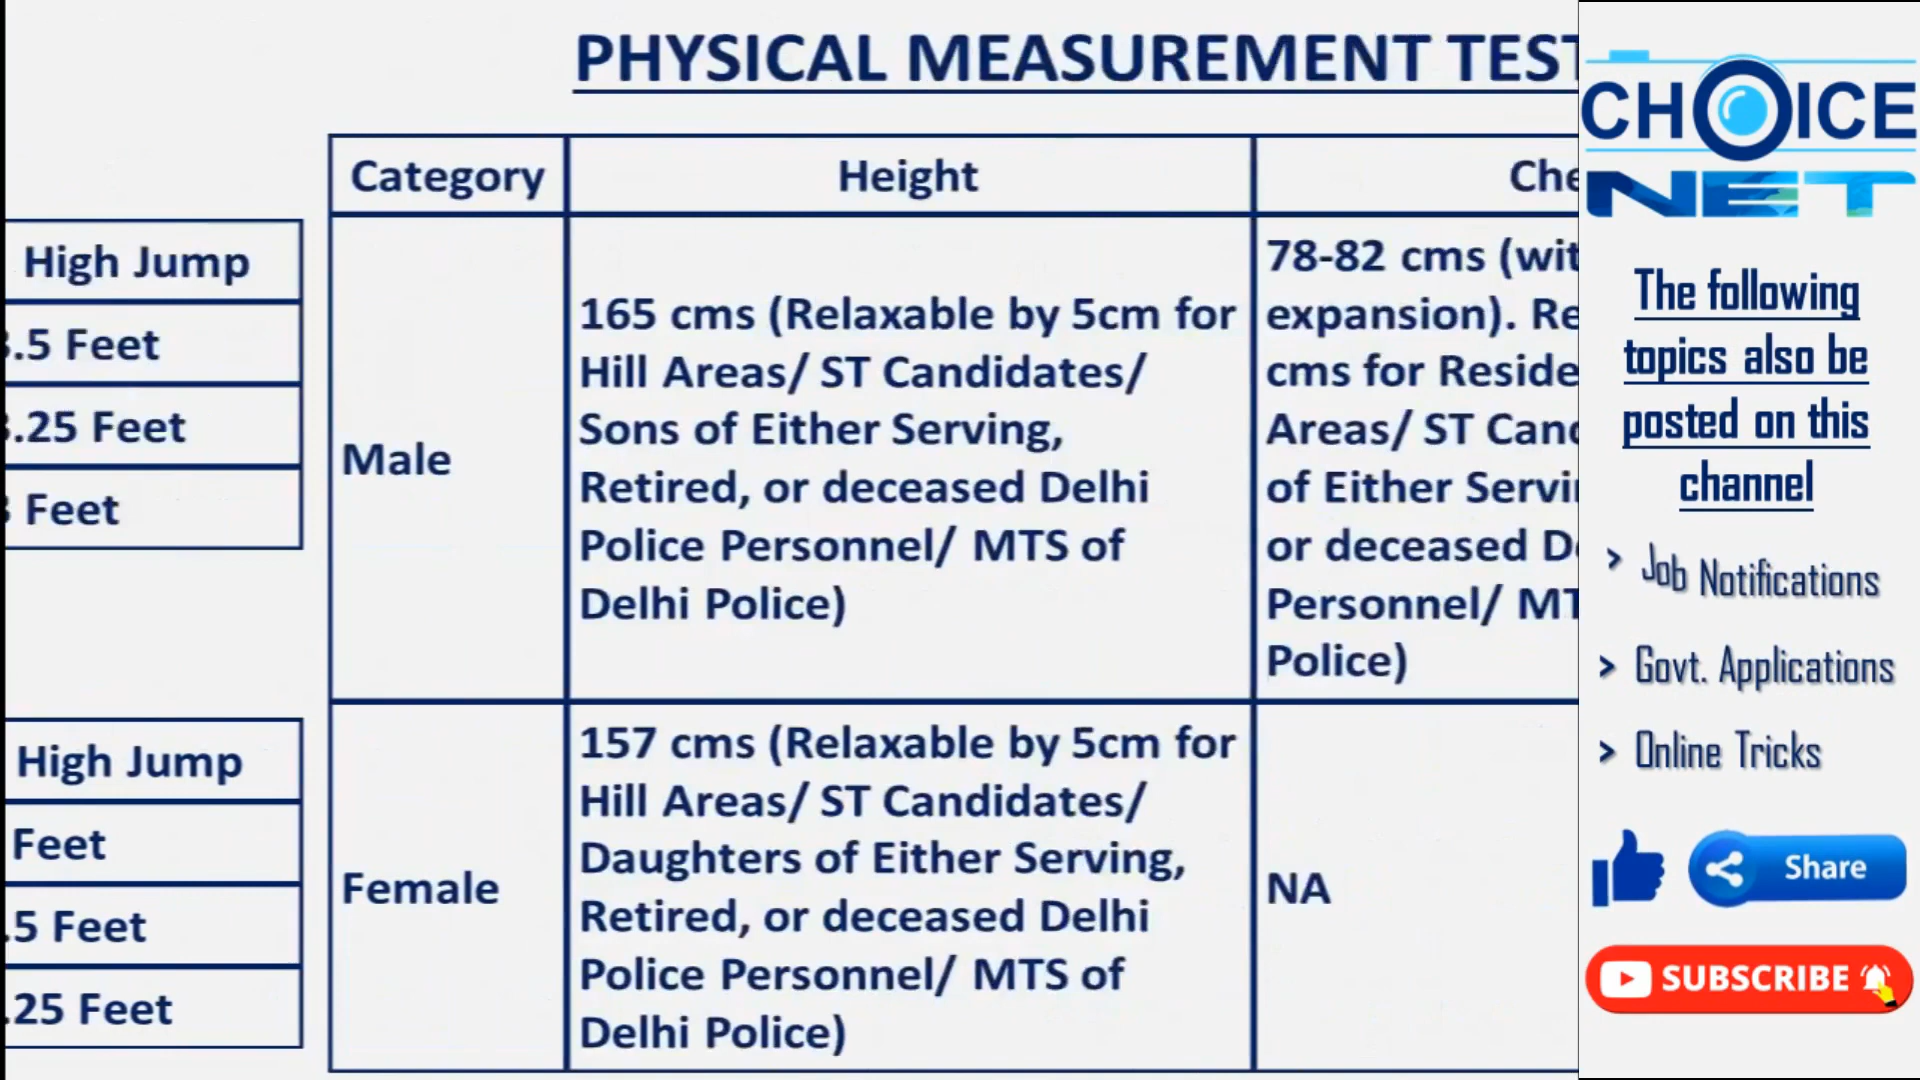 PHYSICAL MEASUREMENT TEST
Category
Height
High Jump
.5 Feet
.25 Feet
Feet
Male
165 cms (Relaxable by 5cm for
Hill Areas/ ST Candidates/
Sons of Either Serving,
Retired, or deceased Delhi
Police Personnel/ MTS of
Delhi Police)
78-82 cms
expansion).
cms for
Areas/ ST
of Either
or deceased
Personnel/
Police)
High Jump
Feet
.5 Feet
.25 Feet
Female
157 cms (Relaxable by 5cm for
Hill Areas/ ST Candidates/
Daughters of Either Serving,
Retired, or deceased Delhi
Police Personnel/ MTS of
Delhi Police)
NA
CHOICE
NET
The following
topics also be
posted on this
channel
> Job Notifications
> Govt. Applications
> Online Tricks
Share
SUBSCRIBE